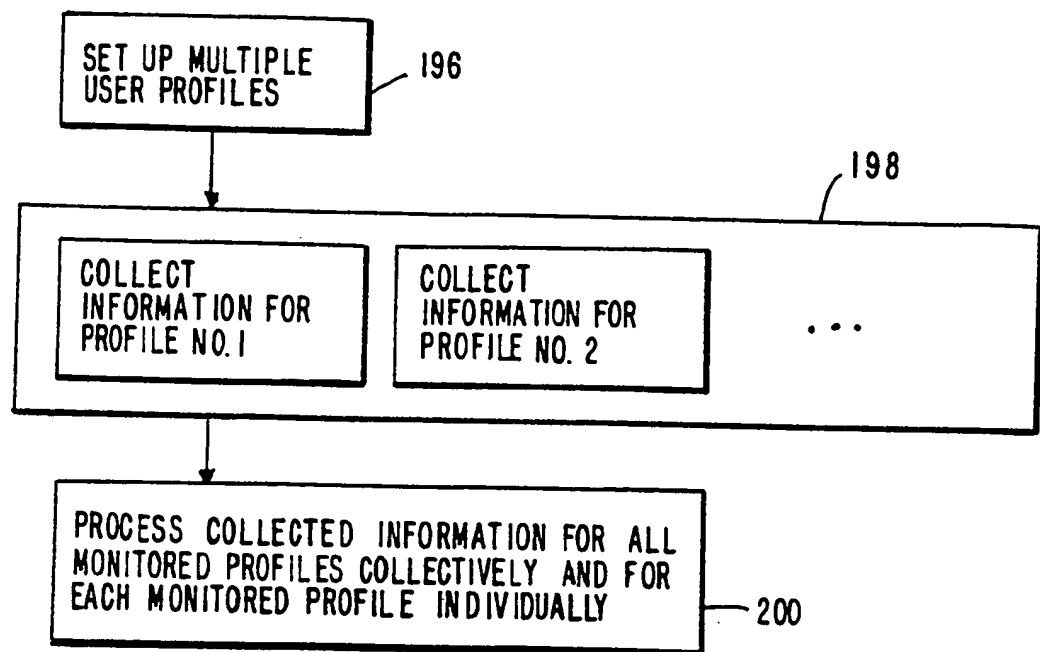 SET UP MULTIPLE
USER PROFILES
196
198
COLLECT
INFORMATION FOR
PROFILE NO. 1
COLLECT
INFORMATION FOR
PROFILE NO. 2
...
PROCESS COLLECTED INFORMATION FOR ALL
MONITORED PROFILES COLLECTIVELY AND FOR
EACH MONITORED PROFILE INDIVIDUALLY
200